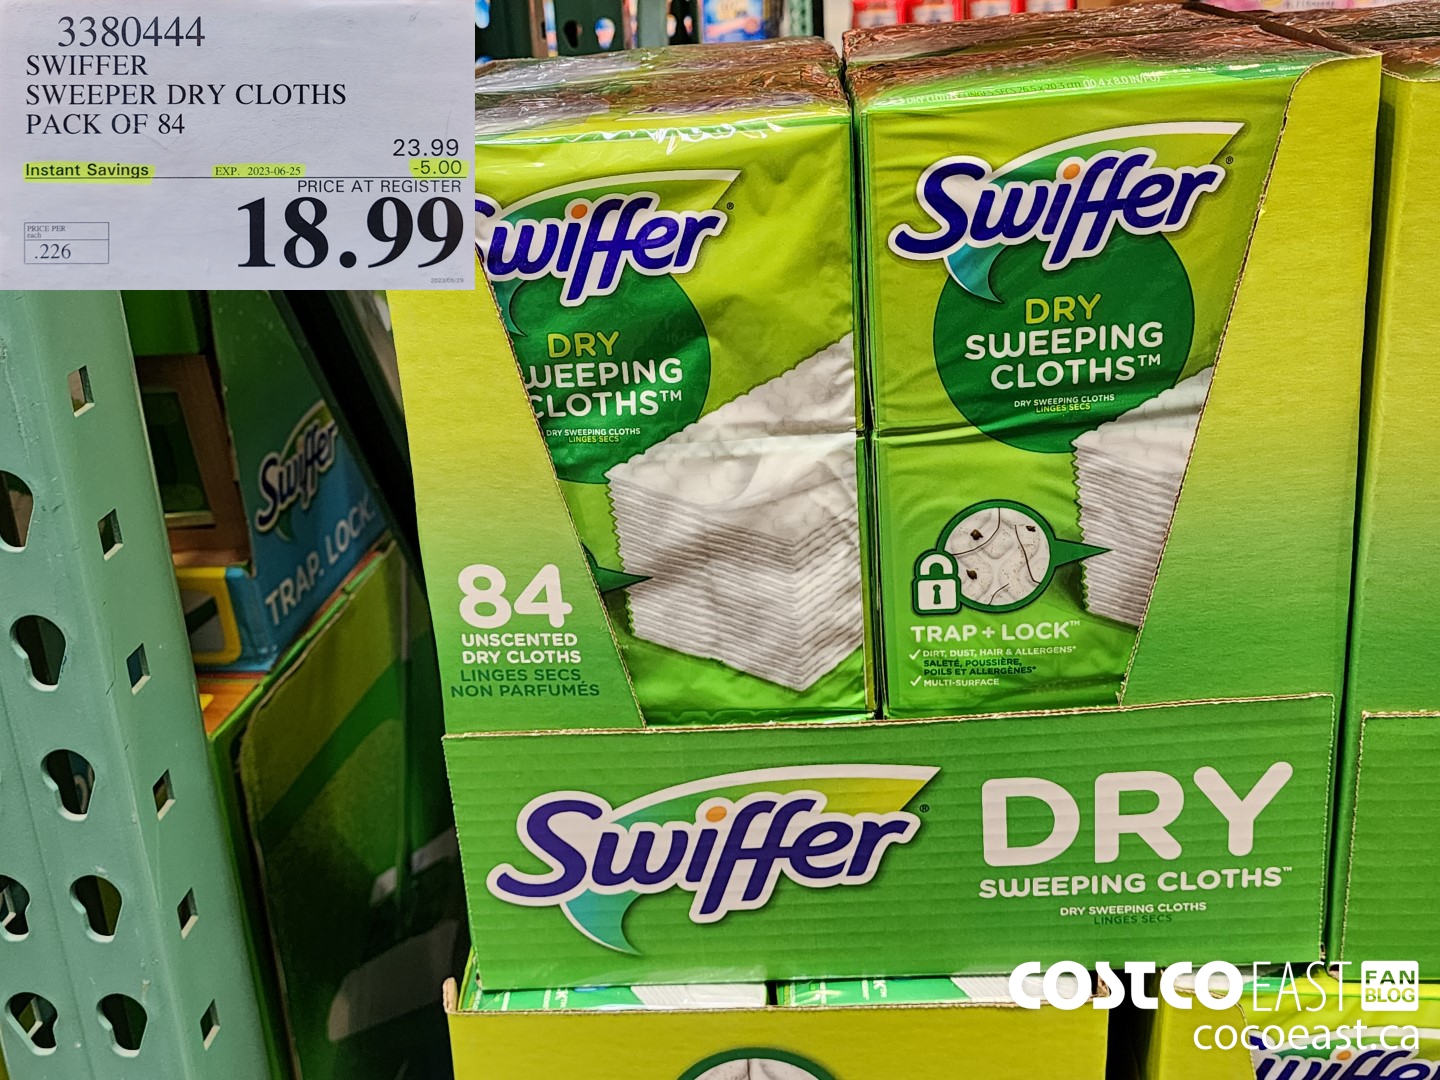 3380444
SWIFFER
SWEEPER DRY CLOTHS
PACK OF 84
23.99
Instant Savings EXP. 2023-06-25 -5.00
PRICE AT REGISTER
18.99
PRICE PER
each
.226
Swiffer
DRY
WEEPING
CLOTHS™
DRY SWEEPING CLOTHS
LINGES SECS
Swiffer®
DRY
SWEEPING
CLOTHS™
DRY SWEEPING CLOTHS
LINGES SECS
TRAP + LOCK™
✓ DIRT, DUST, HAIR & ALLERGENS*
SALETÉ, POUSSIÈRE,
POILS ET ALLERGÈNES*
✓ MULTI-SURFACE
84
UNSCENTED
DRY CLOTHS
LINGES SECS
NON PARFUMÉS
Swiffer
TRAP. LOCK.
Swiffer®
DRY
SWEEPING CLOTHS™
DRY SWEEPING CLOTHS
LINGES SECS
COSTCO EAST FAN BLOG
cocoeast.ca
Swiffer